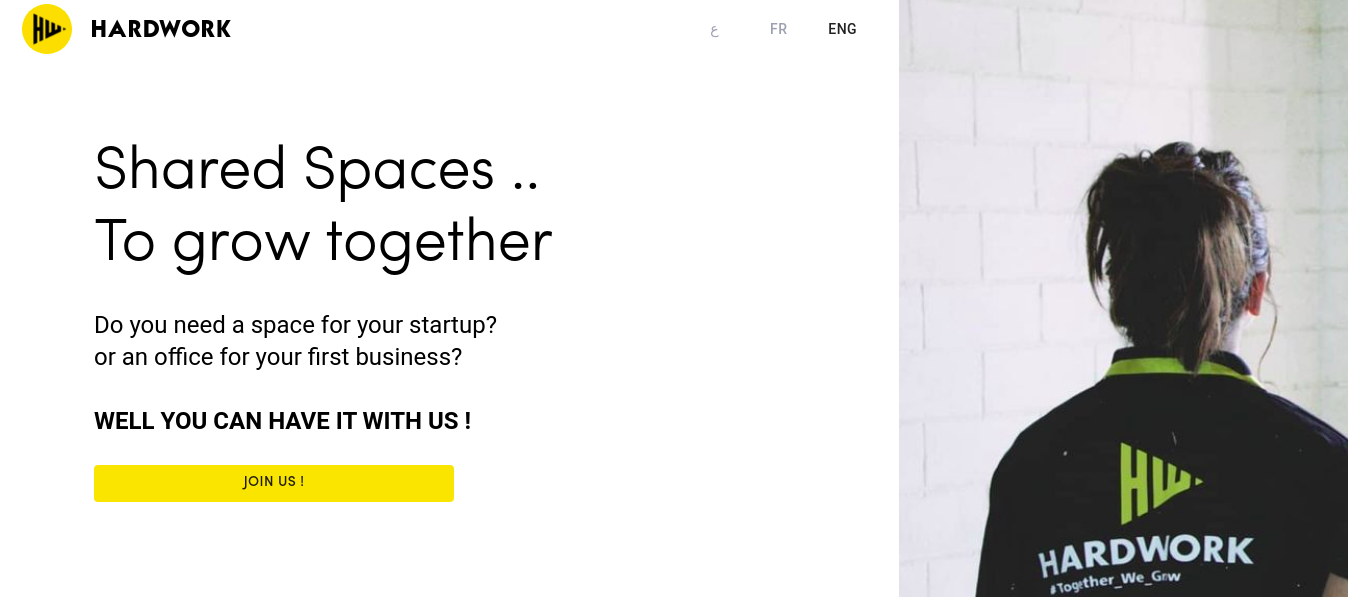 HW
HARDWORK
ع
FR
ENG
Shared Spaces ..
To grow together
Do you need a space for your startup?
or an office for your first business?
WELL YOU CAN HAVE IT WITH US !
JOIN US !
HW
HARDWORK
#Together_We_Grow